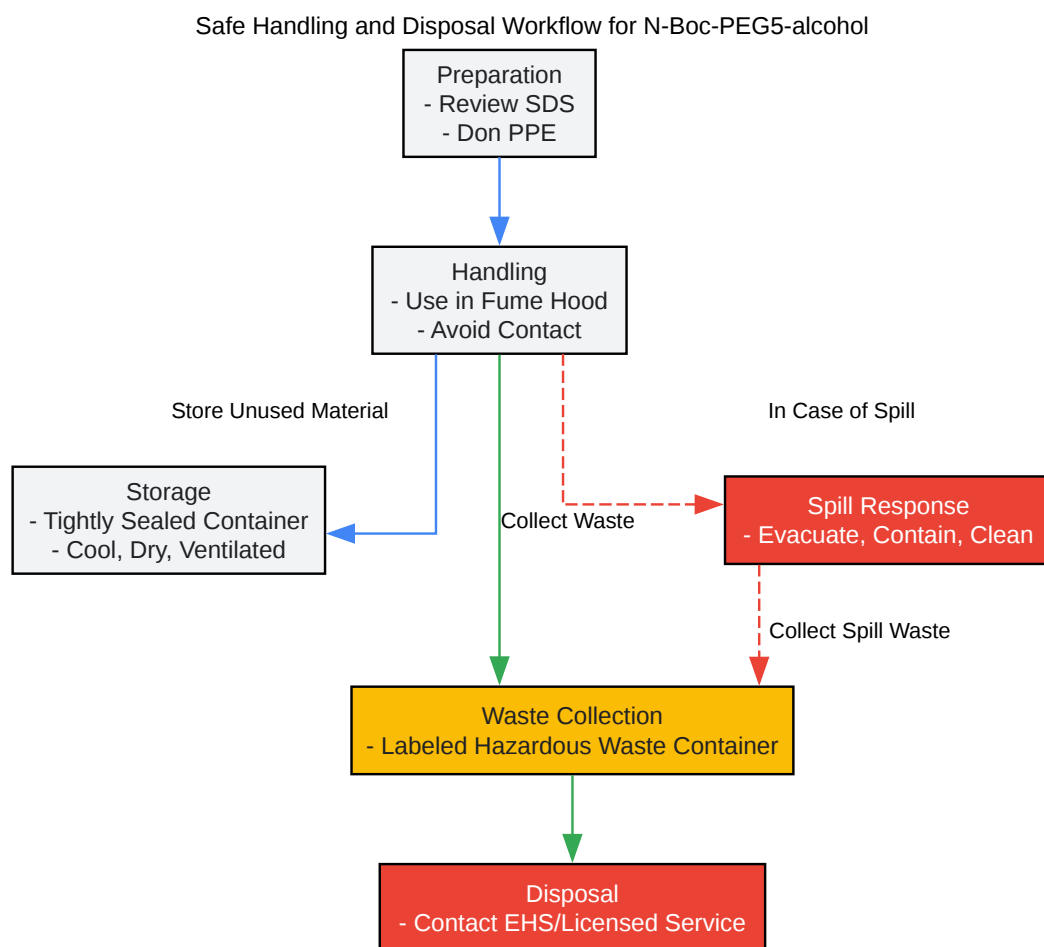 Safe Handling and Disposal Workflow for N-Boc-PEG5-alcohol
Preparation
- Review SDS
- Don PPE
Handling
- Use in Fume Hood
- Avoid Contact
Store Unused Material
In Case of Spill
Storage
- Tightly Sealed Container
- Cool, Dry, Ventilated
Collect Waste
Spill Response
- Evacuate, Contain, Clean
Collect Spill Waste
Waste Collection
- Labeled Hazardous Waste Container
Disposal
- Contact EHS/Licensed Service